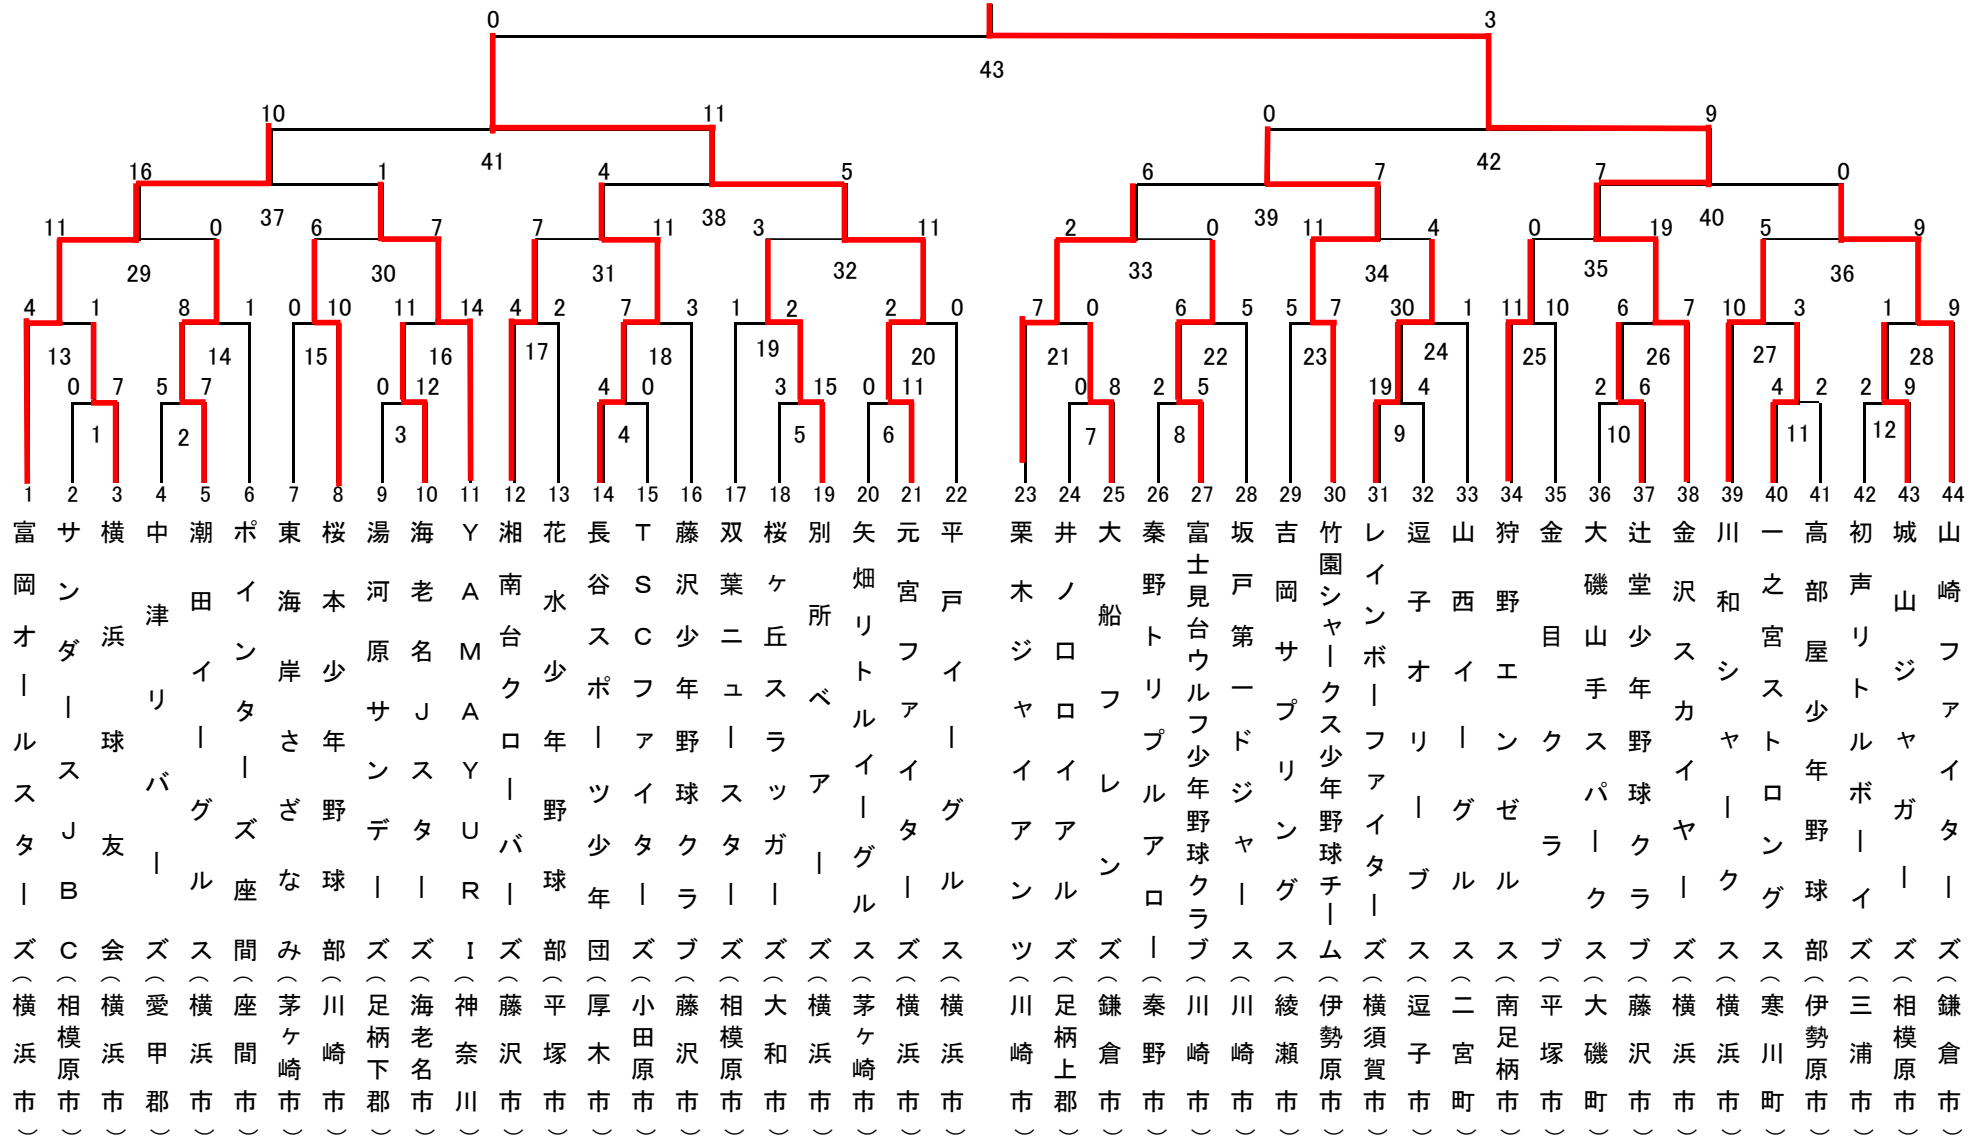 0 3
43
10 11 0 9
41 42
16 1 4 5 6 7 7 0
37 38 39 40
11 0 6 7 7 11 3 11 2 0 11 4 0 19 5 9
29 30 31 32 33 34 35 36
4 1 8 1 0 10 11 14 4 2 7 3 1 2 2 0 7 0 6 5 5 7 30 1 11 10 6 7 10 3 1 9
13 14 15 16 17 18 19 20 21 22 23 24 25 26 27 28
0 7 5 7 0 12 4 0 3 15 0 11 0 8 2 5 19 4 2 6 4 2 2 9
1 2 3 4 5 6 7 8 9 10 11 12
1 富岡オールスターズ(横浜市)
2 サンダースJBC(相模原市)
3 横浜球友会(横浜市)
4 中津リバーズ(愛甲郡)
5 潮田イーグルス(横浜市)
6 ポインターズ座間(座間市)
7 東海岸さざなみ(茅ヶ崎市)
8 桜本少年野球部(川崎市)
9 湯河原サンデーズ(足柄下郡)
10 海老名Jスターズ(海老名市)
11 YAMAYURI(神奈川)
12 湘南台クローバーズ(藤沢市)
13 花水少年野球部(平塚市)
14 長谷スポーツ少年団(厚木市)
15 TSCファイターズ(小田原市)
16 藤沢少年野球クラブ(藤沢市)
17 双葉ニュースターズ(相模原市)
18 桜ヶ丘スラッガーズ(大和市)
19 別所ベアーズ(横浜市)
20 矢畑リトルイーグルス(茅ヶ崎市)
21 元宮ファイターズ(横浜市)
22 平戸イーグルス(横浜市)
23 栗木ジャイアンツ(川崎市)
24 井ノロロイアルズ(足柄上郡)
25 大船フレンズ(鎌倉市)
26 秦野トリプルアロー(秦野市)
27 富士見台ウルフ少年野球クラブ(川崎市)
28 坂戸第一ドジャース(川崎市)
29 吉岡サプリングス(綾瀬市)
30 竹園シャークス少年野球チーム(伊勢原市)
31 レインボーファイターズ(横須賀市)
32 逗子オリーブス(逗子市)
33 山西イーグルス(二宮町)
34 狩野エンゼルス(南足柄市)
35 金目クラブ(平塚市)
36 大磯山手スパークス(大磯町)
37 辻堂少年野球クラブ(藤沢市)
38 金沢スカイヤーズ(横浜市)
39 川和シャークス(横浜市)
40 一之宮ストロングス(寒川町)
41 高部屋少年野球部(伊勢原市)
42 初声リトルボーイズ(三浦市)
43 城山ジャガーズ(相模原市)
44 山崎ファイターズ(鎌倉市)